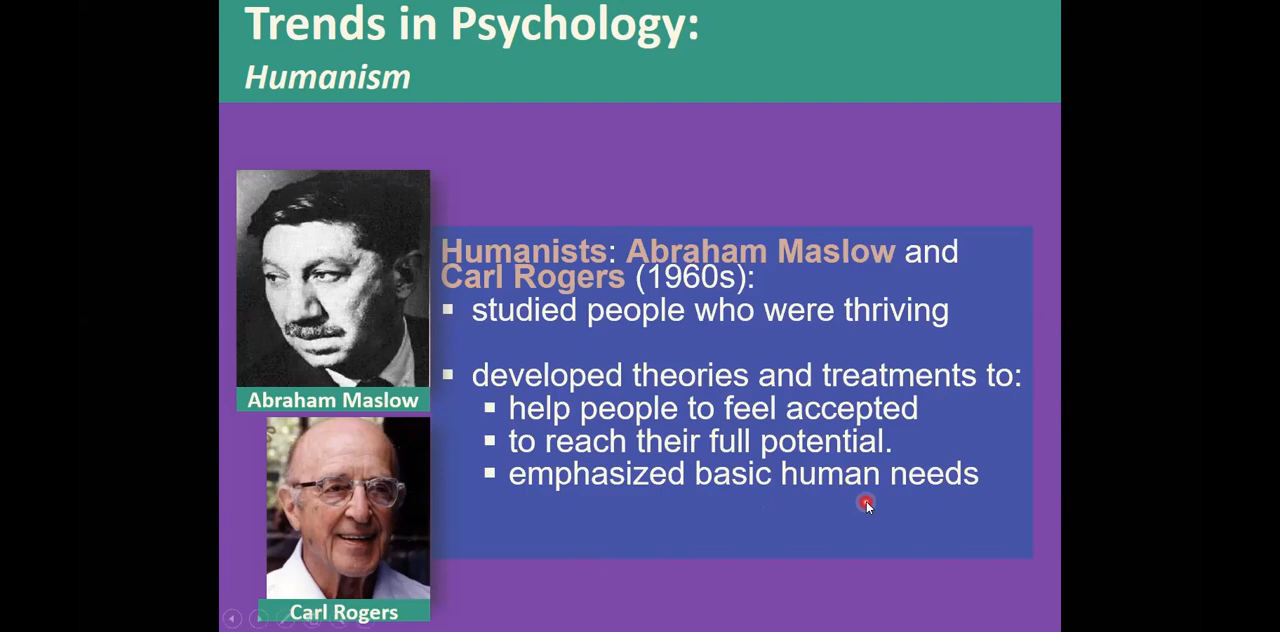 Trends in Psychology:
Humanism
Humanists: Abraham Maslow and
Carl Rogers (1960s):
▪ studied people who were thriving
▪ developed theories and treatments to:
▪ help people to feel accepted
▪ to reach their full potential.
▪ emphasized basic human needs
Abraham Maslow
Carl Rogers